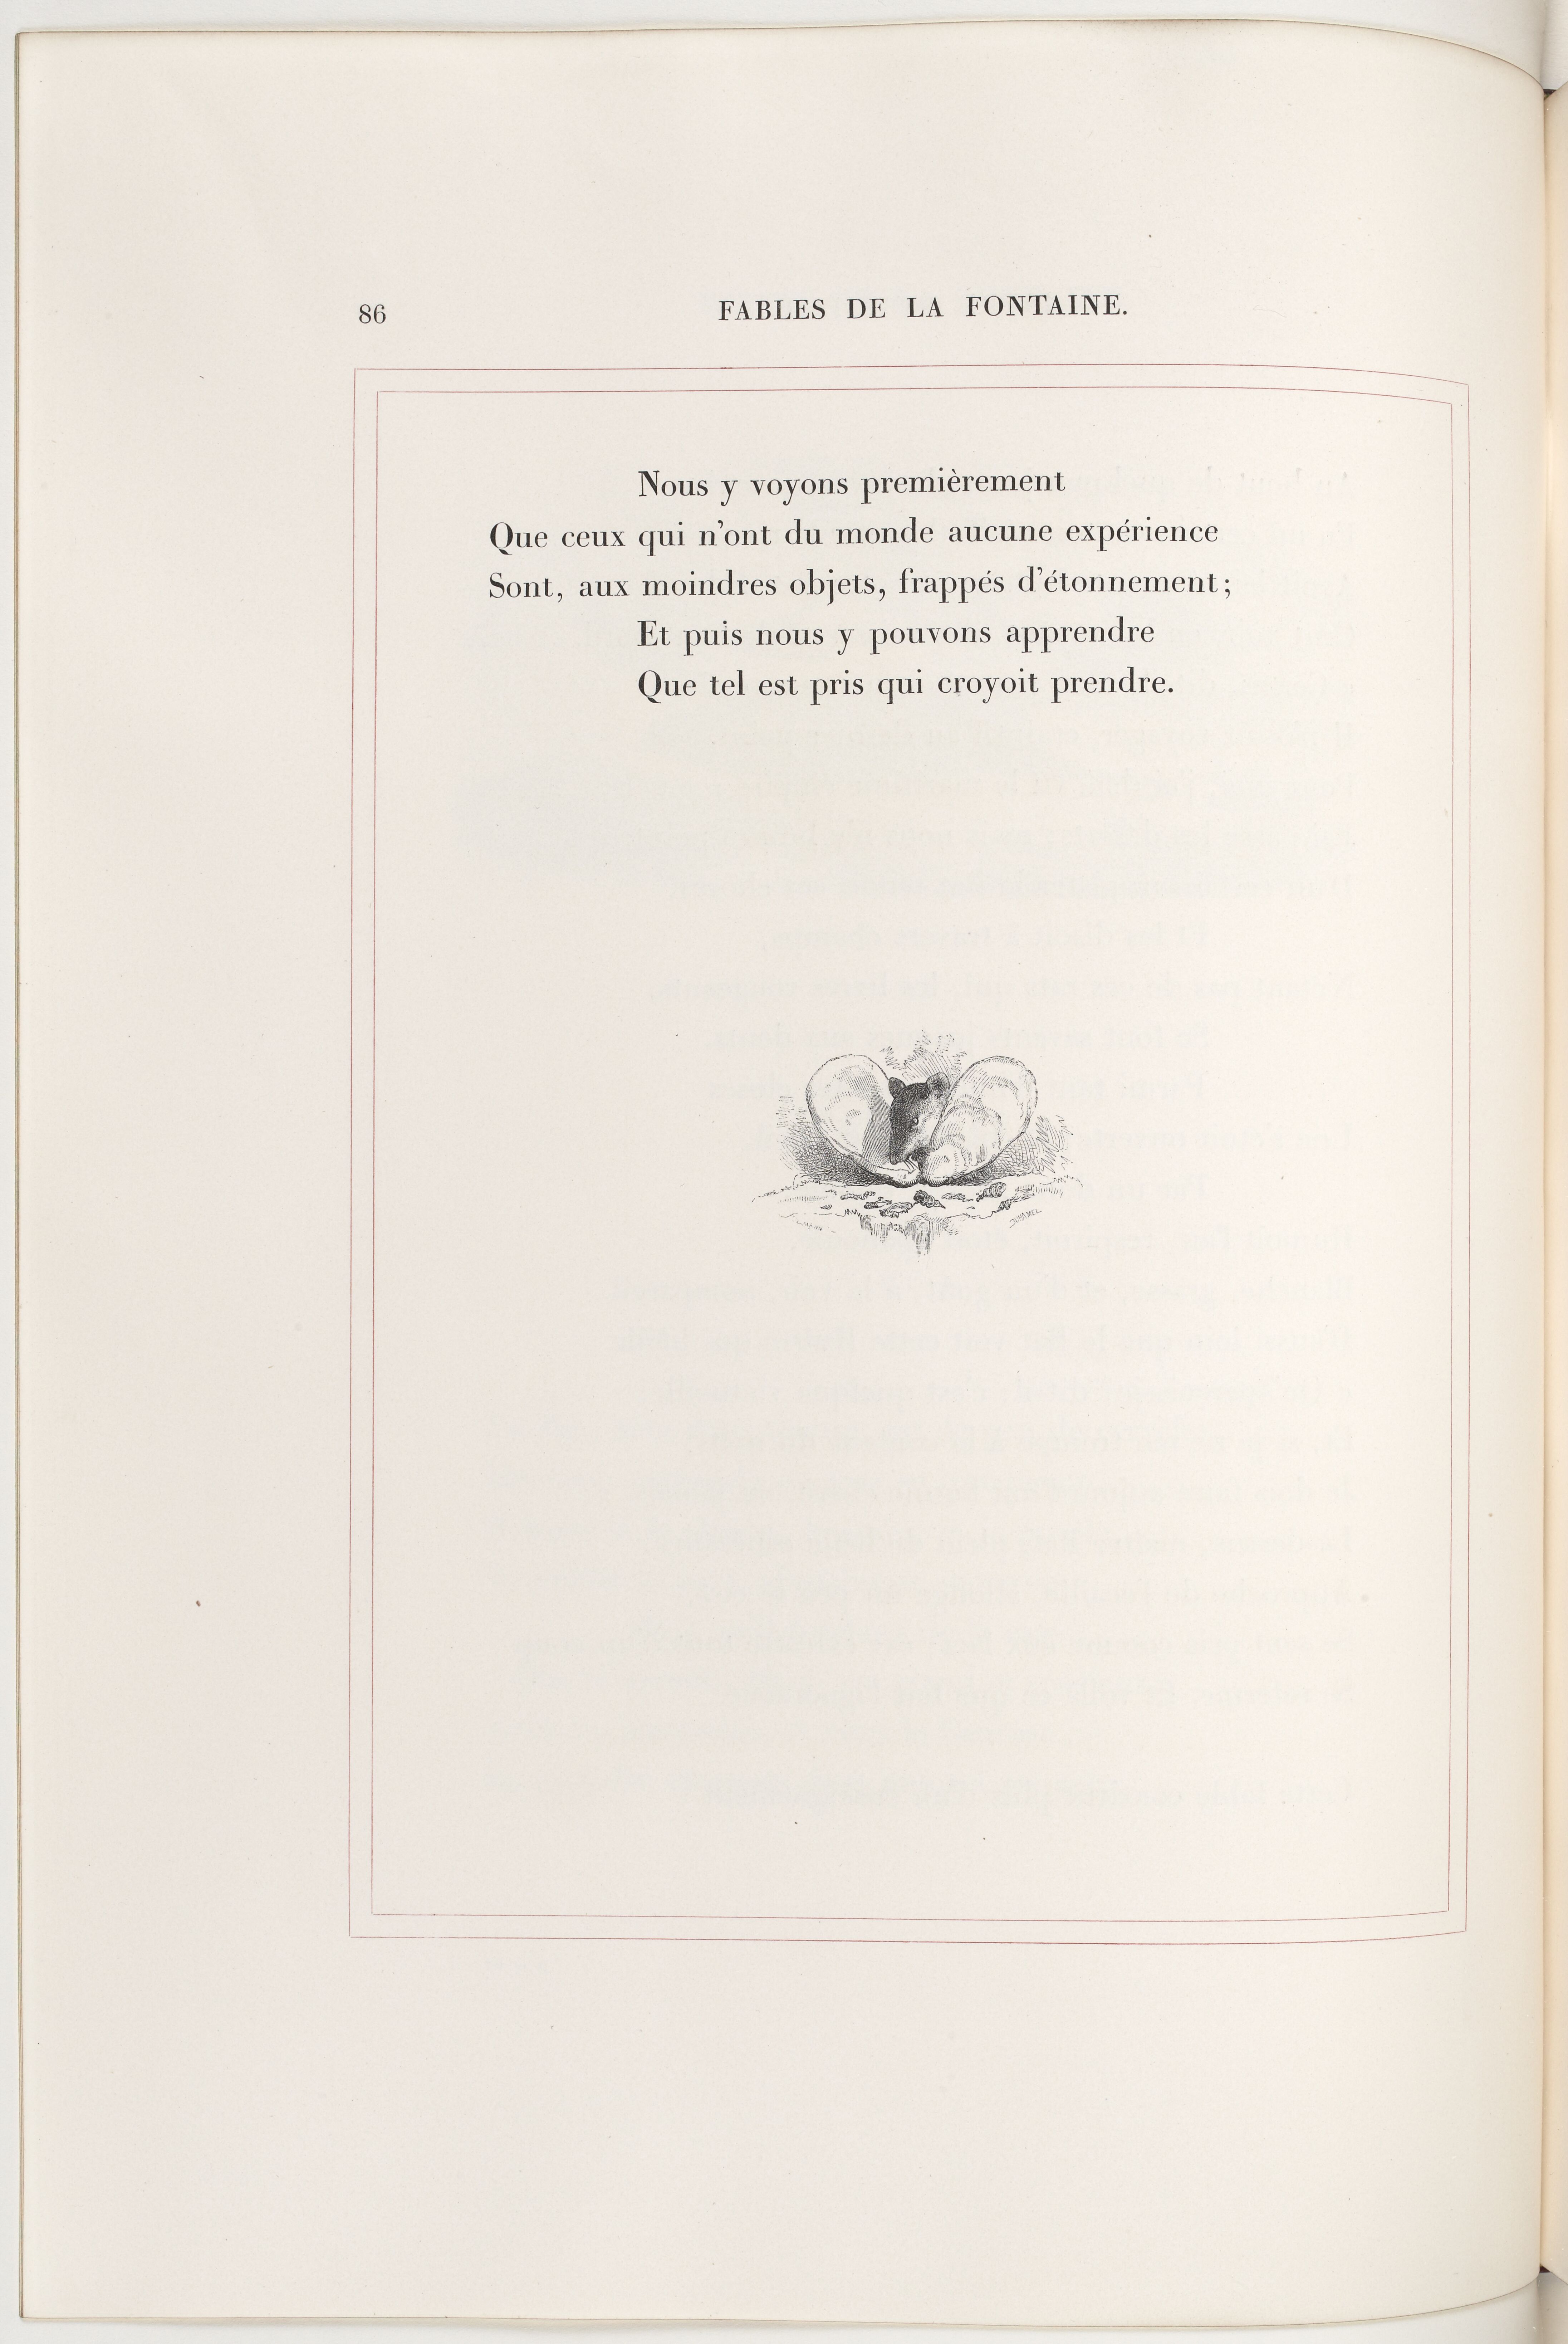 86
FABLES DE LA FONTAINE.
Nous y voyons premièrement
Que ceux qui n'ont du monde aucune expérience
Sont, aux moindres objets, frappés d'étonnement;
Et puis nous y pouvons apprendre
Que tel est pris qui croyoit prendre.